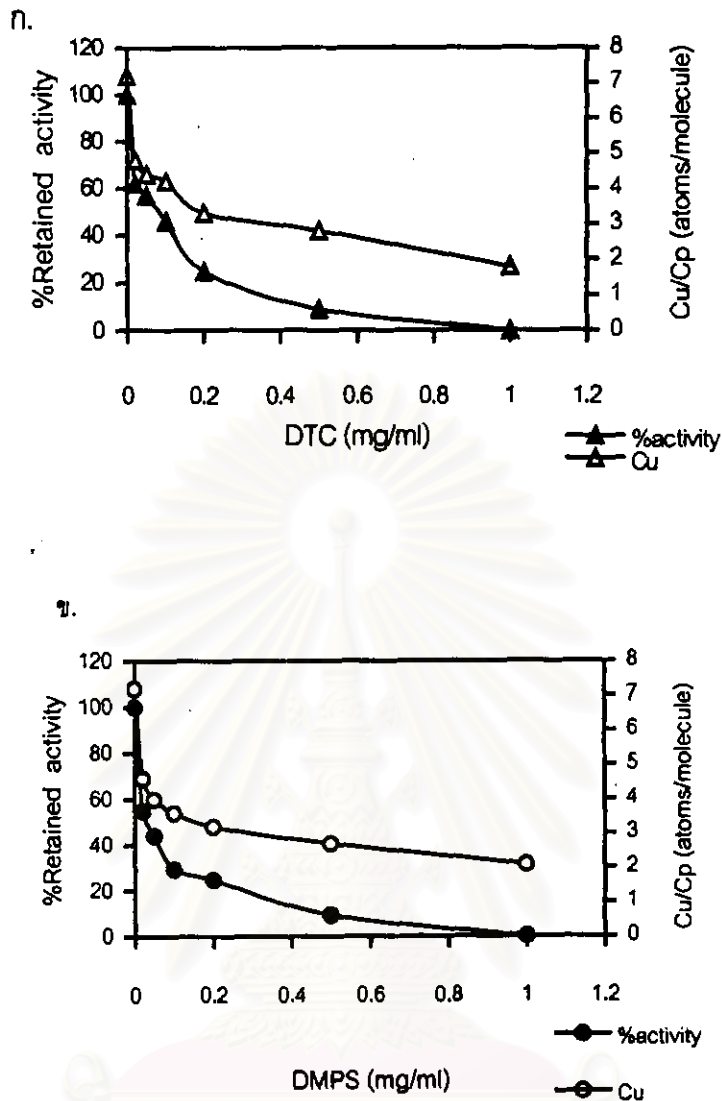 ก.
%Retained activity
120
100
80
60
40
20
0
8
7
6
5
4
3
2
1
0
Cu/Cp (atoms/molecule)
0 0.2 0.4 0.6 0.8 1 1.2
DTC (mg/ml)
%activity
Cu
ข.
%Retained activity
120
100
80
60
40
20
0
8
7
6
5
4
3
2
1
0
Cu/Cp (atoms/molecule)
0 0.2 0.4 0.6 0.8 1 1.2
DMPS (mg/ml)
%activity
Cu